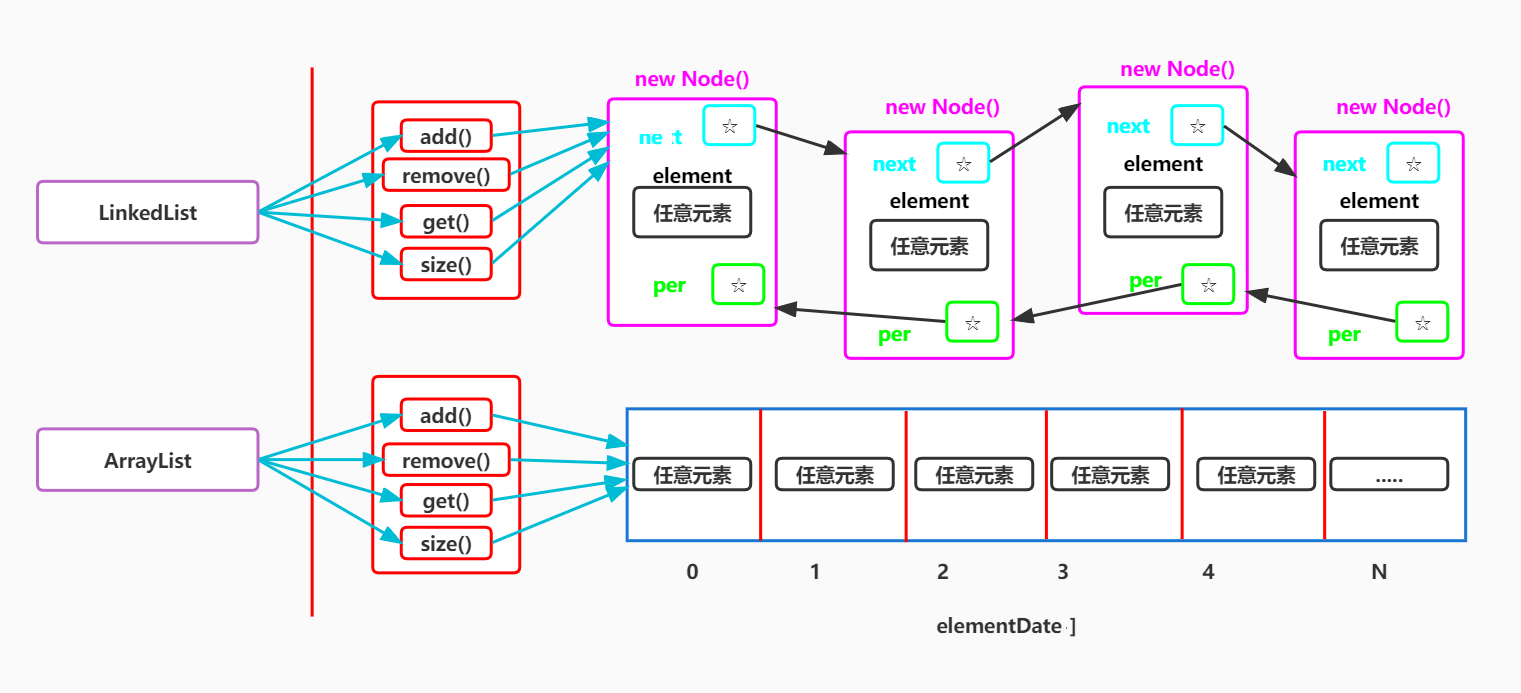 LinkedList
add()
remove()
get()
size()
new Node()
☆
element
任意元素
per
☆
new Node()
next
☆
element
任意元素
per
☆
new Node()
next
☆
element
任意元素
per
☆
new Node()
next
☆
element
任意元素
per
☆
ArrayList
add()
remove()
get()
size()
任意元素
任意元素
任意元素
任意元素
任意元素
.....
0
1
2
3
4
N
elementDate ]